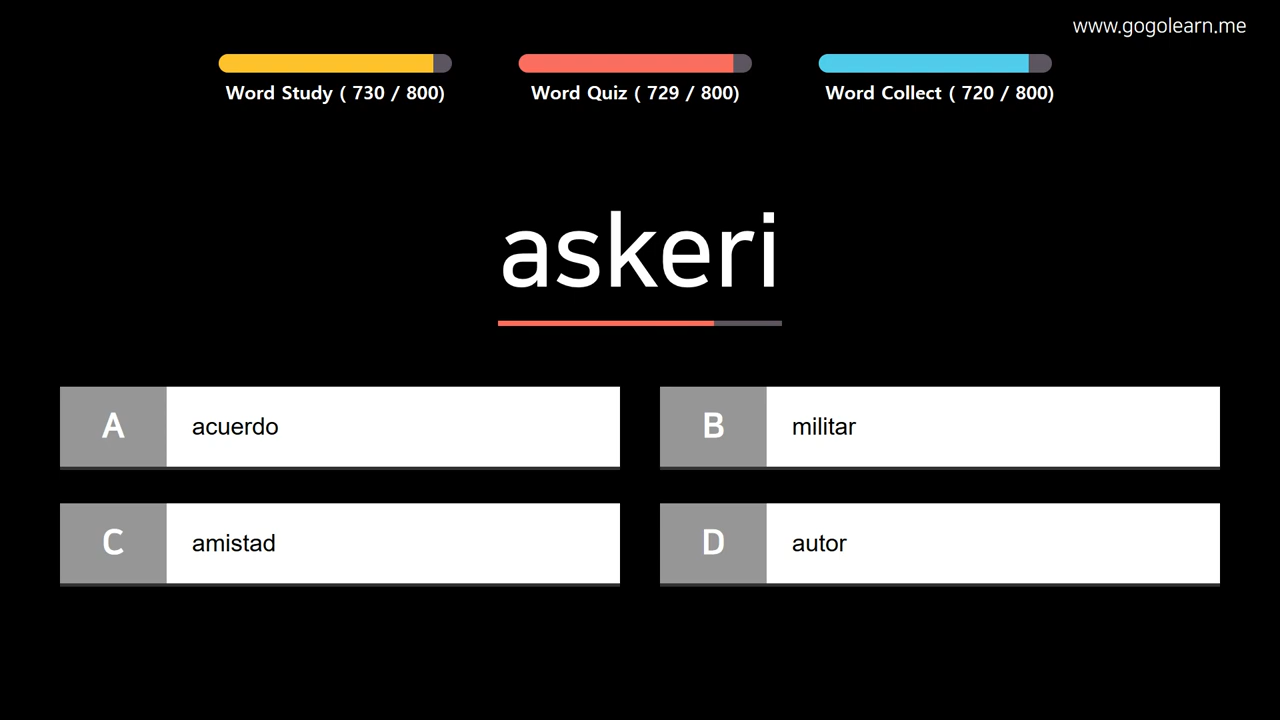 www.gogolearn.me
Word Study ( 730 / 800)
Word Quiz ( 729 / 800)
Word Collect ( 720 / 800)
askeri
A acuerdo
B militar
C amistad
D autor